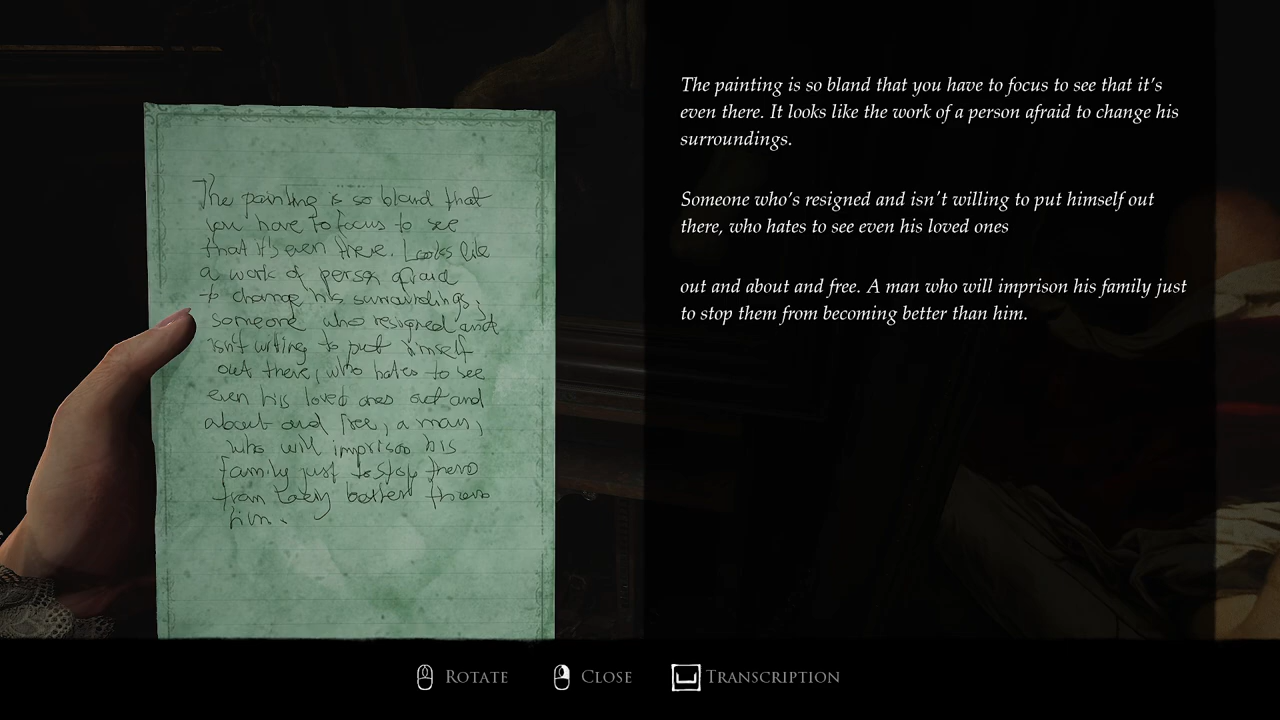 The painting is so bland that
you have to focus to see
that it's even there. Looks like
a work of person afraid
to change his surroundings,
someone who resigned and
isn't willing to put himself
out there, who hates to see
even his loved ones out and
about and free, a man,
who will imprison his
family just to stop them
from being better than
him.
The painting is so bland that you have to focus to see that it's
even there. It looks like the work of a person afraid to change his
surroundings.
Someone who's resigned and isn't willing to put himself out
there, who hates to see even his loved ones
out and about and free. A man who will imprison his family just
to stop them from becoming better than him.
Rotate
Close
Transcription